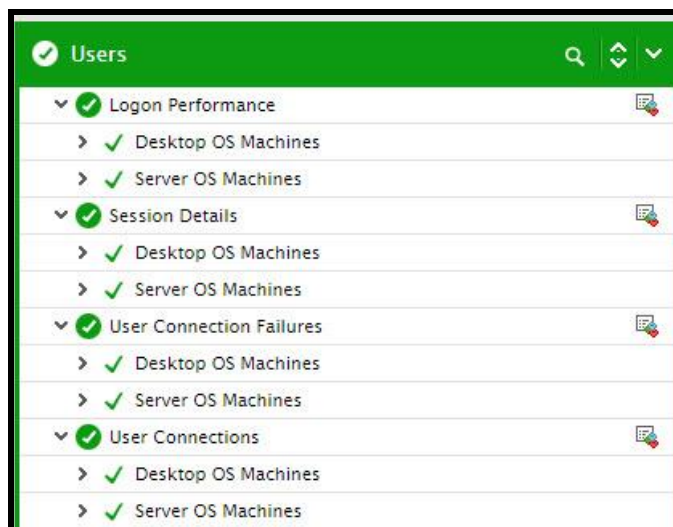 Users
Logon Performance
Desktop OS Machines
Server OS Machines
Session Details
Desktop OS Machines
Server OS Machines
User Connection Failures
Desktop OS Machines
Server OS Machines
User Connections
Desktop OS Machines
Server OS Machines